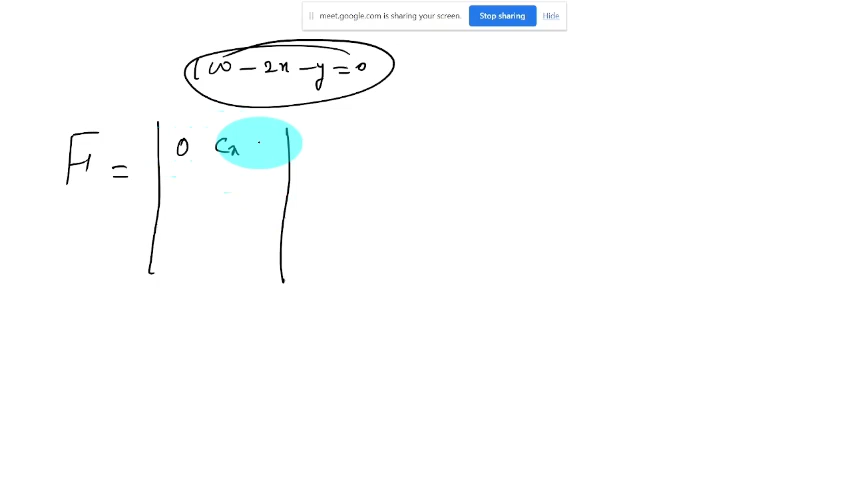 meet.google.com is sharing your screen. Stop sharing Hide
100 - 2x - y = 0
H = | 0 Cx |